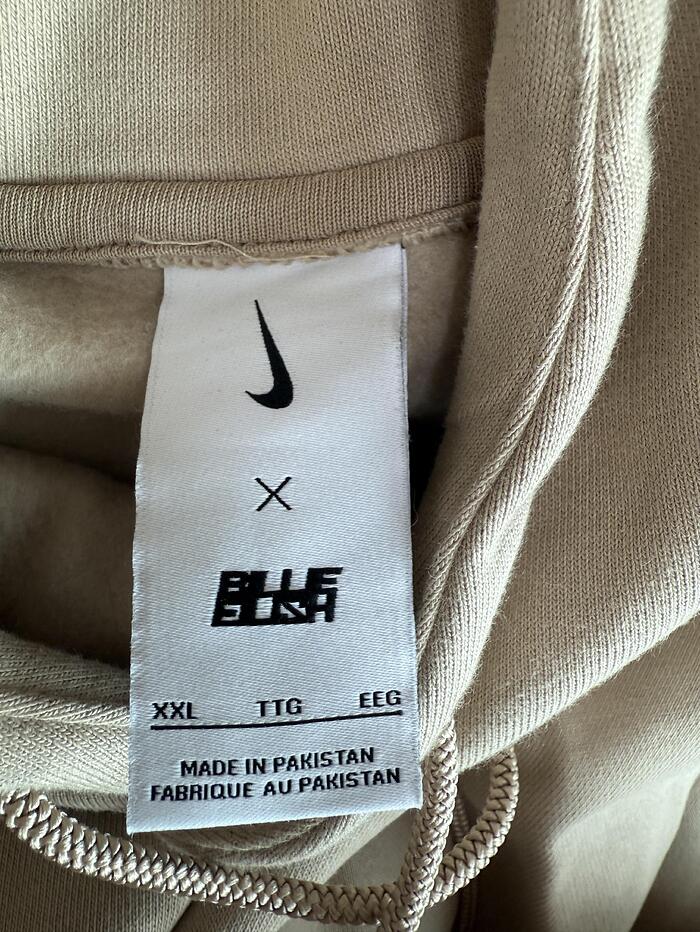 X
BILLIE
EILISH
XXL TTG EEG
MADE IN PAKISTAN
FABRIQUE AU PAKISTAN